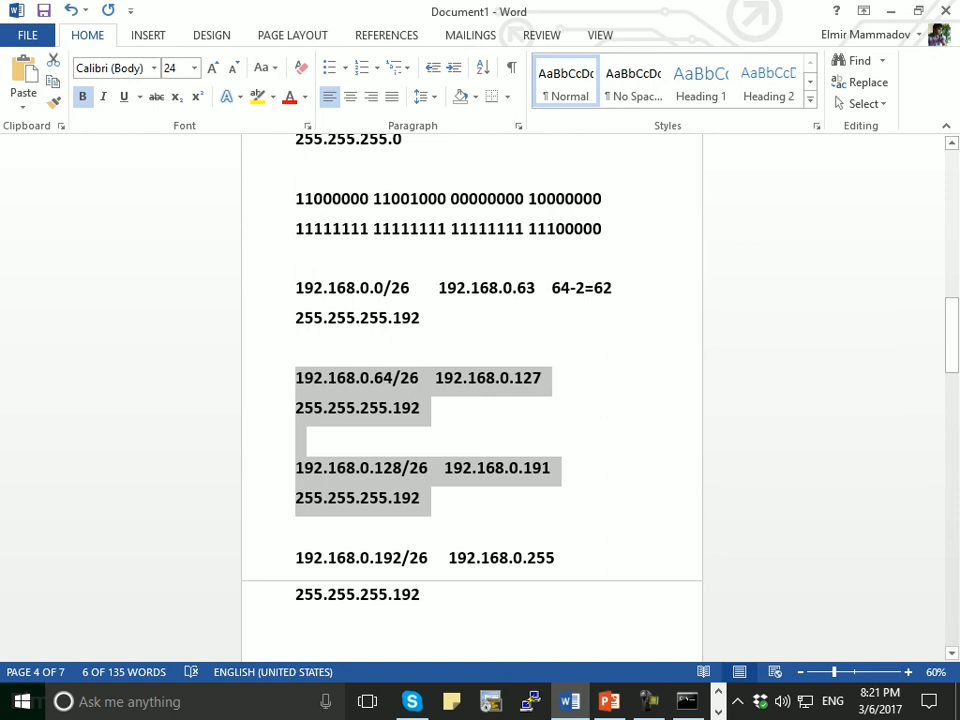 Document1 - Word
?
FILE HOME INSERT DESIGN PAGE LAYOUT REFERENCES MAILINGS REVIEW VIEW Elmir Mammadov
Paste
Calibri (Body) 24 A A Aa
B I U abc x₂ x² A A
AaBbCcDc AaBbCcDc AaBbC AaBbCcD
¶ Normal ¶ No Spac... Heading 1 Heading 2
Find
Replace
Select
Clipboard Font Paragraph Styles Editing
255.255.255.0
11000000 11001000 00000000 10000000
11111111 11111111 11111111 11100000
192.168.0.0/26 192.168.0.63 64-2=62
255.255.255.192
192.168.0.64/26 192.168.0.127
255.255.255.192
192.168.0.128/26 192.168.0.191
255.255.255.192
192.168.0.192/26 192.168.0.255
255.255.255.192
PAGE 4 OF 7 6 OF 135 WORDS ENGLISH (UNITED STATES) 60%
Ask me anything
ENG
8:21 PM
3/6/2017